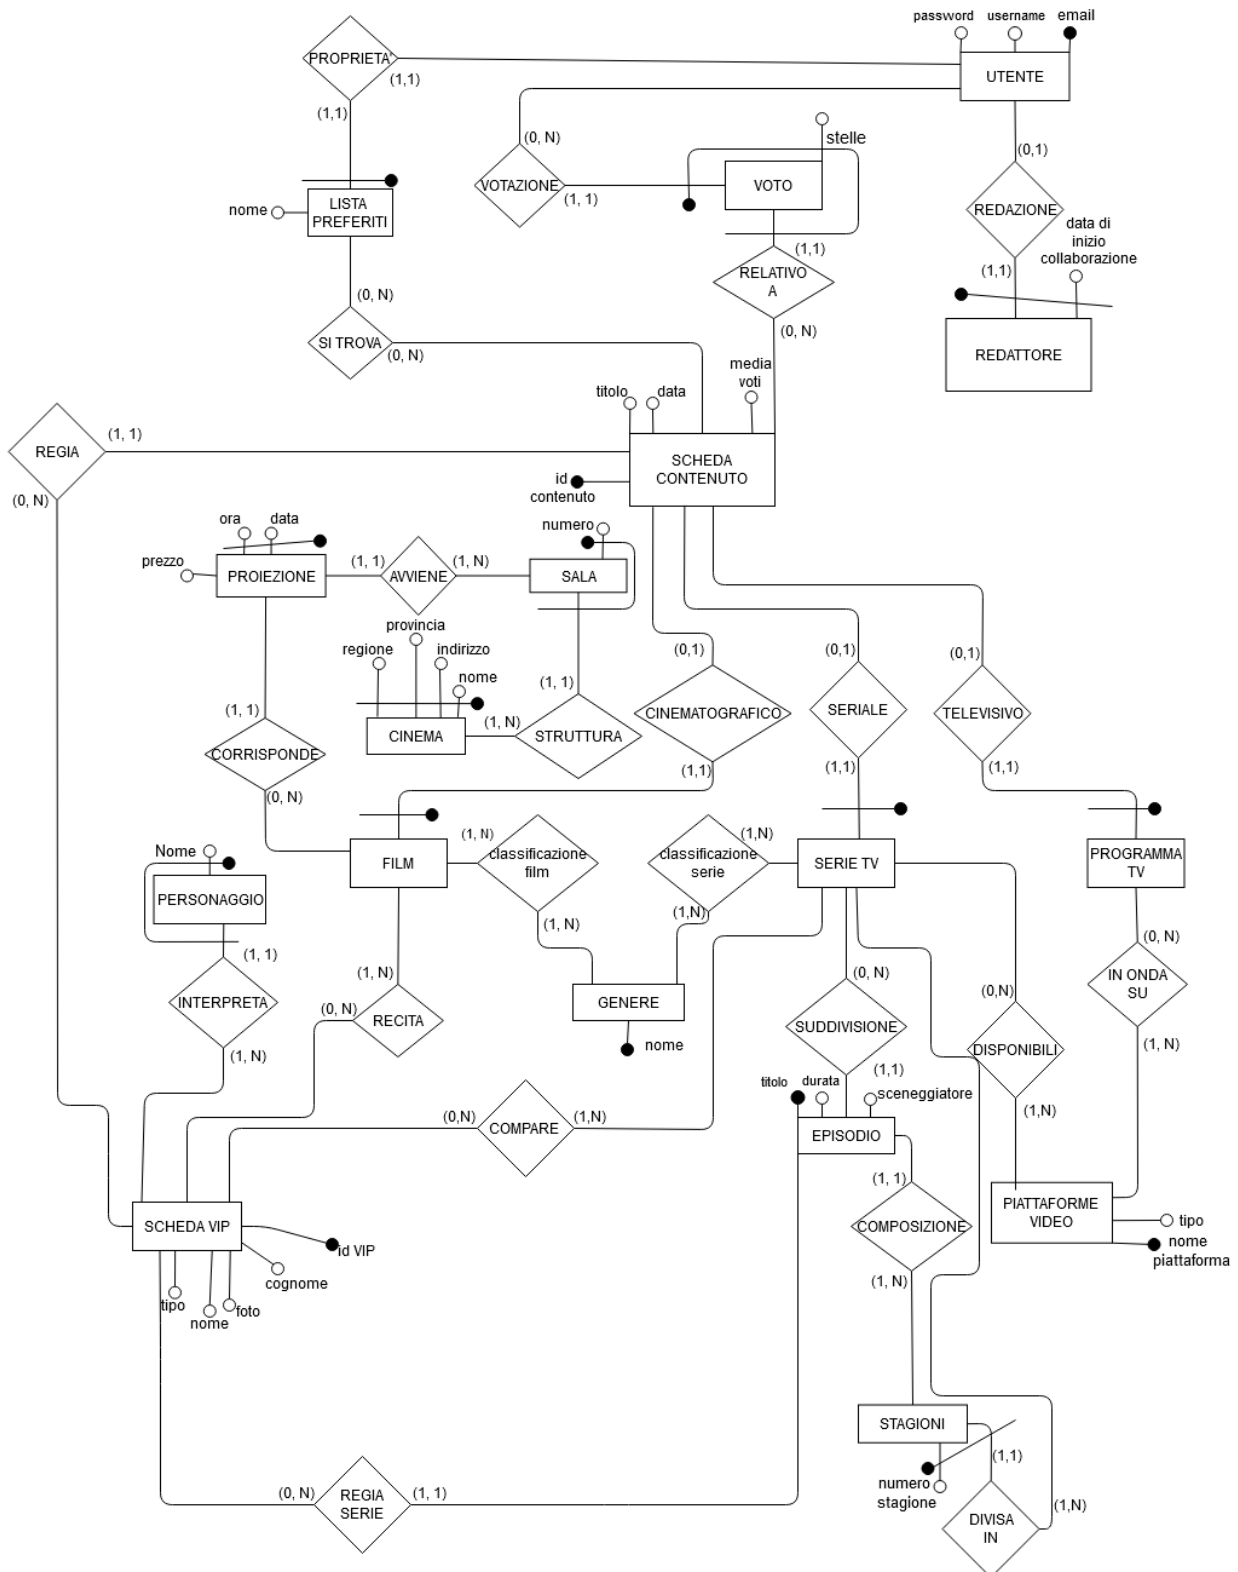 password
username
email
PROPRIETA'
(1,1)
UTENTE
(1,1)
(0, N)
stelle
(0,1)
nome
LISTA
PREFERITI
VOTAZIONE
(1, 1)
VOTO
REDAZIONE
data di
inizio
collaborazione
(1,1)
(1,1)
RELATIVO
A
(0, N)
(0, N)
SI TROVA
(0, N)
REDATTORE
media
voti
titolo
data
REGIA
(1, 1)
(0, N)
SCHEDA
CONTENUTO
id
contenuto
ora
data
numero
prezzo
PROIEZIONE
(1, 1)
AVVIENE
(1, N)
SALA
provincia
regione
indirizzo
nome
(0,1)
(0,1)
(0,1)
(1, 1)
(1, 1)
CINEMA
(1, N)
STRUTTURA
CINEMATOGRAFICO
SERIALE
TELEVISIVO
CORRISPONDE
(0, N)
(1,1)
(1,1)
(1,1)
Nome
PERSONAGGIO
FILM
(1, N)
classificazione
film
classificazione
serie
(1,N)
SERIE TV
PROGRAMMA
TV
(1, N)
(1,N)
(1, 1)
(0, N)
INTERPRETA
(1, N)
(0, N)
RECITA
GENERE
nome
(0, N)
SUDDIVISIONE
(0,N)
IN ONDA
SU
(1, N)
DISPONIBILI
(1, N)
(1,1)
titolo
durata
sceneggiatore
(1,N)
(0,N)
COMPARE
(1,N)
EPISODIO
(1, 1)
SCHEDA VIP
id VIP
cognome
tipo
nome
foto
COMPOSIZIONE
(1, N)
PIATTAFORME
VIDEO
tipo
nome
piattaforma
STAGIONI
numero
stagione
(1,1)
(0, N)
REGIA
SERIE
(1, 1)
DIVISA
IN
(1,N)